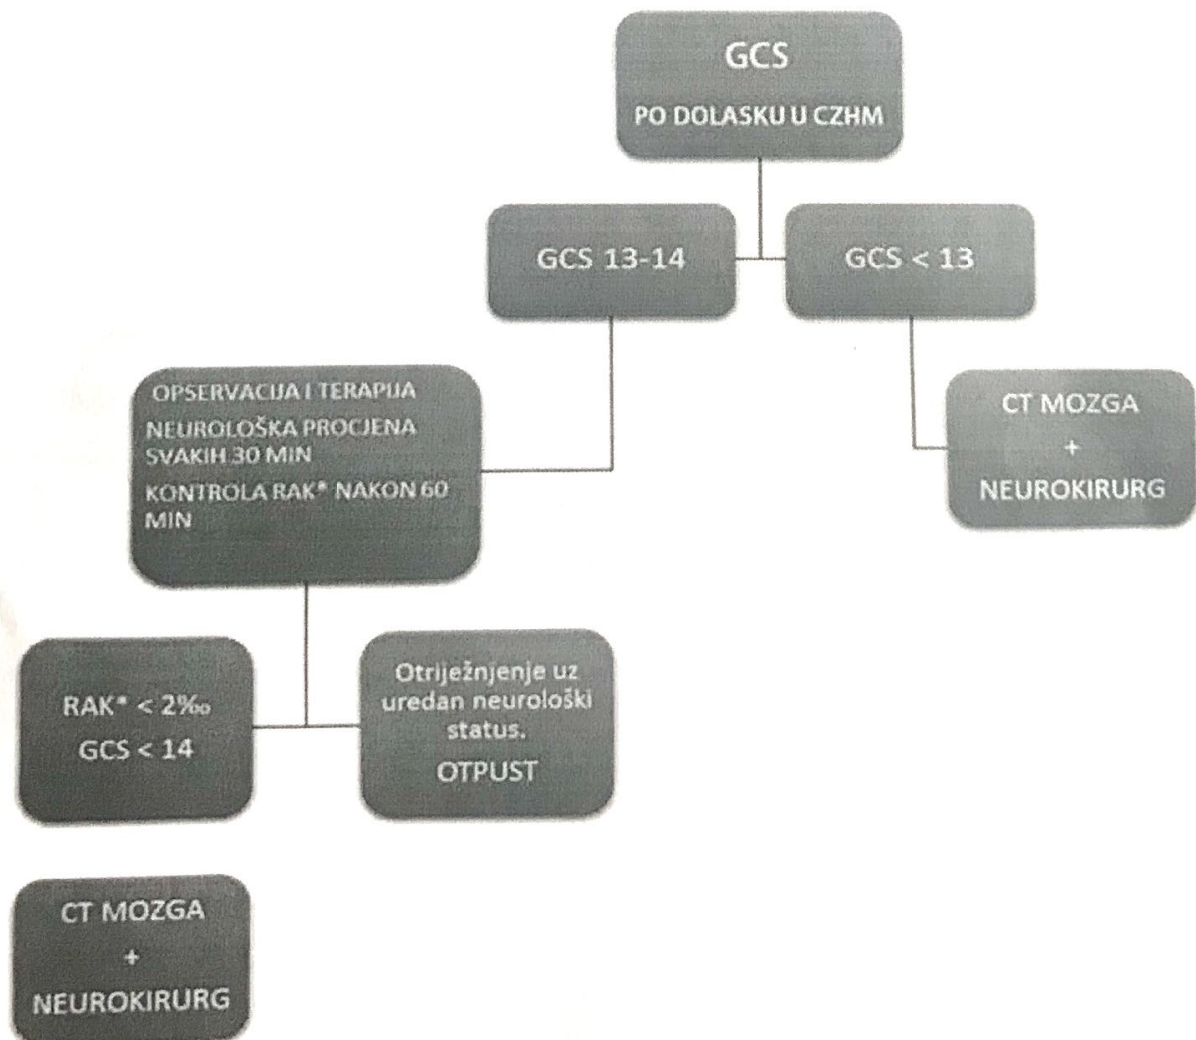 GCS
PO DOLASKU U CZHM
GCS 13-14
GCS < 13
OPSERVACIJA I TERAPIJA
NEUROLOŠKA PROCJENA
SVAKIH 30 MIN
KONTROLA RAK* NAKON 60
MIN
CT MOZGA
+
NEUROKIRURG
RAK* < 2‰
GCS < 14
Otriježnjenje uz
uredan neurološki
status.
OTPUST
CT MOZGA
+
NEUROKIRURG